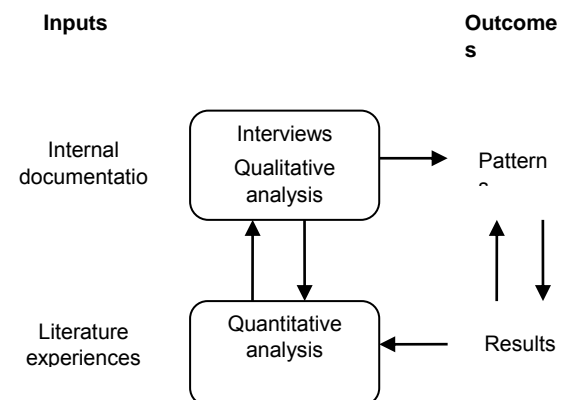 Inputs
Outcome
s
Internal
documentatio
Interviews
Qualitative
analysis
Pattern
Literature
experiences
Quantitative
analysis
Results